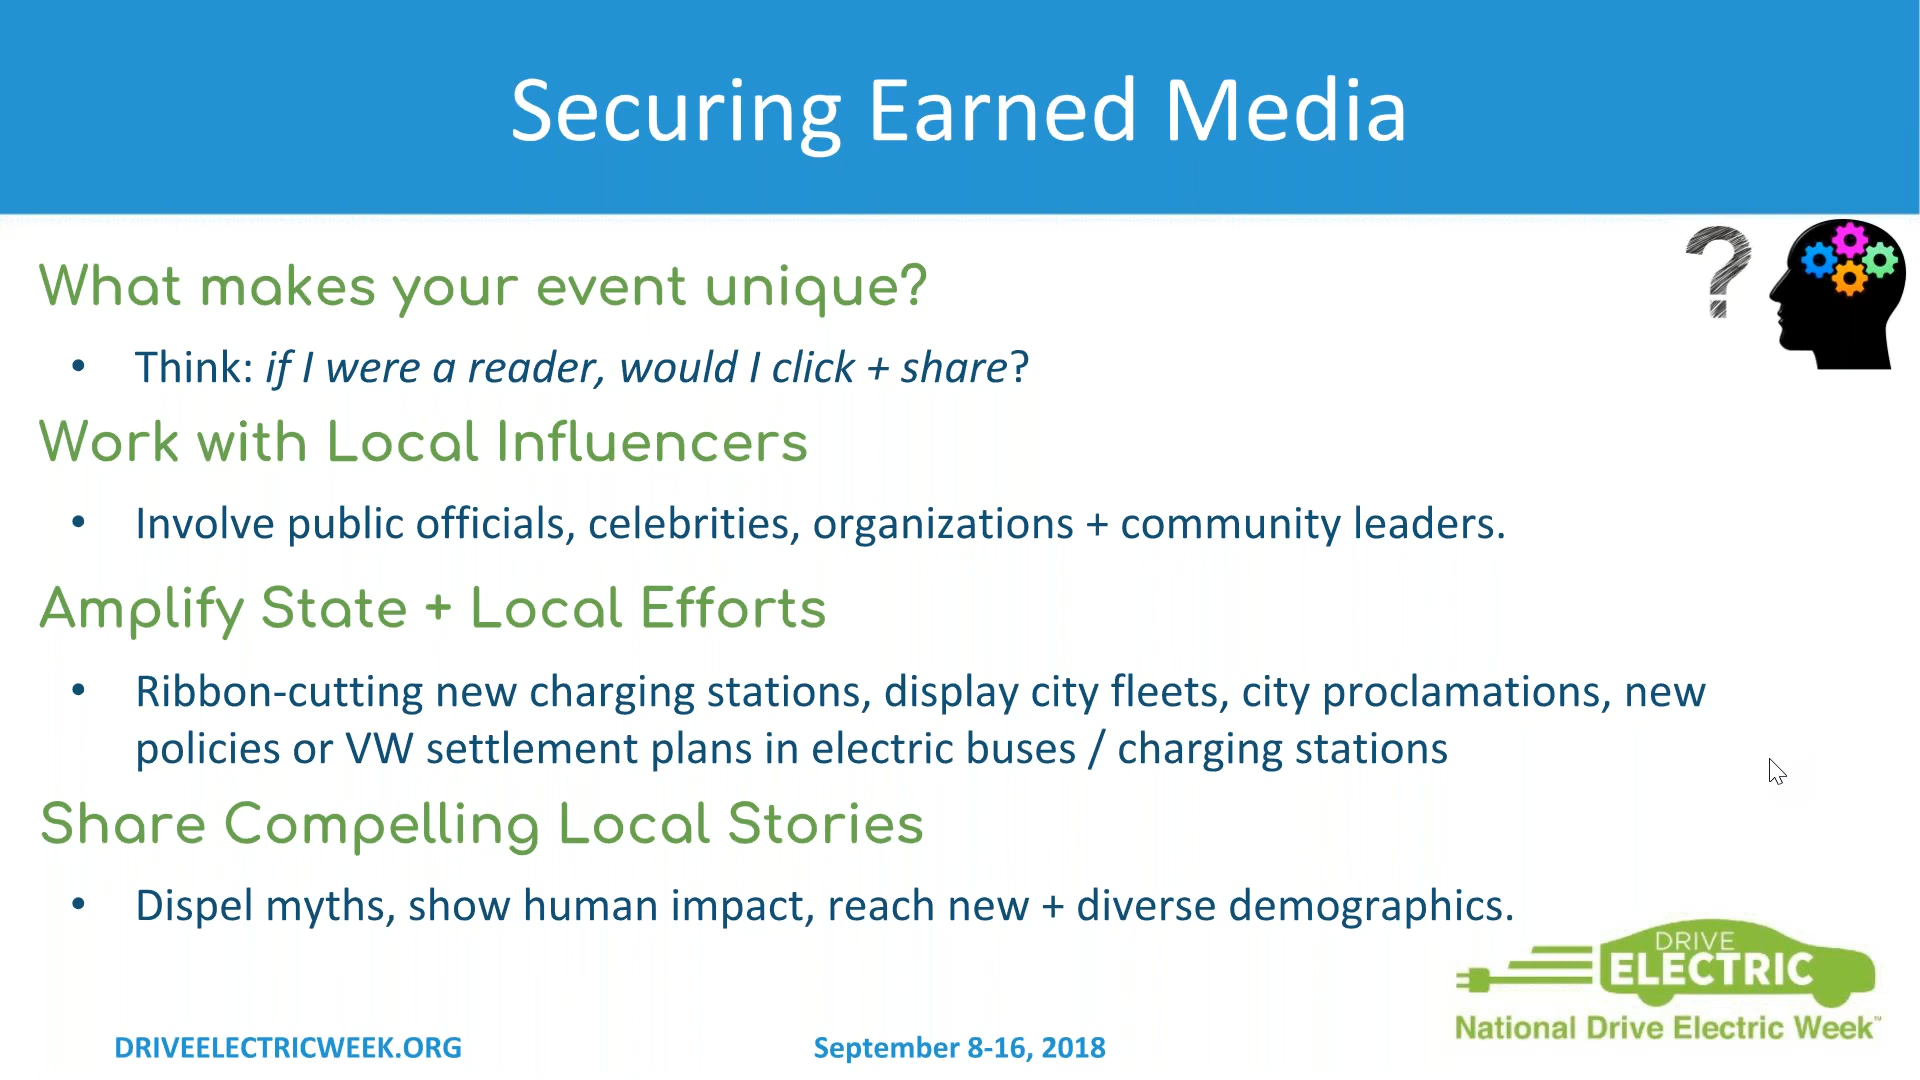 Securing Earned Media
?
What makes your event unique?
• Think: if I were a reader, would I click + share?
Work with Local Influencers
• Involve public officials, celebrities, organizations + community leaders.
Amplify State + Local Efforts
• Ribbon-cutting new charging stations, display city fleets, city proclamations, new
policies or VW settlement plans in electric buses / charging stations
Share Compelling Local Stories
• Dispel myths, show human impact, reach new + diverse demographics.
DRIVE
ELECTRIC
National Drive Electric Week™
DRIVEELECTRICWEEK.ORG
September 8-16, 2018